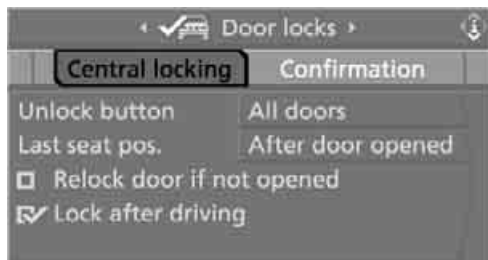 Door locks
Central locking Confirmation
Unlock button All doors
Last seat pos. After door opened
Relock door if not opened
Lock after driving